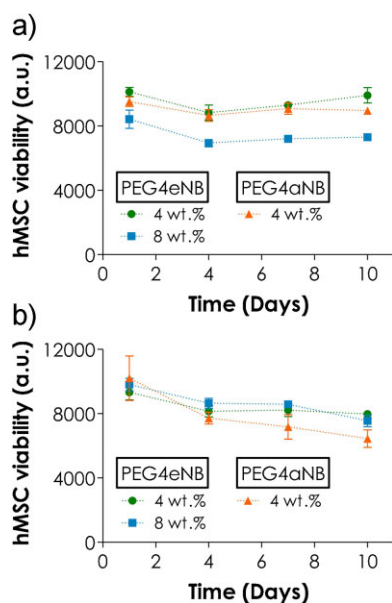 a)
12000
8000
4000
0
hMSC viability (a.u.)
PEG4eNB PEG4aNB
4 wt.% 4 wt.%
8 wt.%
0 2 4 6 8 10
Time (Days)
b)
12000
8000
4000
0
hMSC viability (a.u.)
PEG4eNB PEG4aNB
4 wt.% 4 wt.%
8 wt.%
0 2 4 6 8 10
Time (Days)